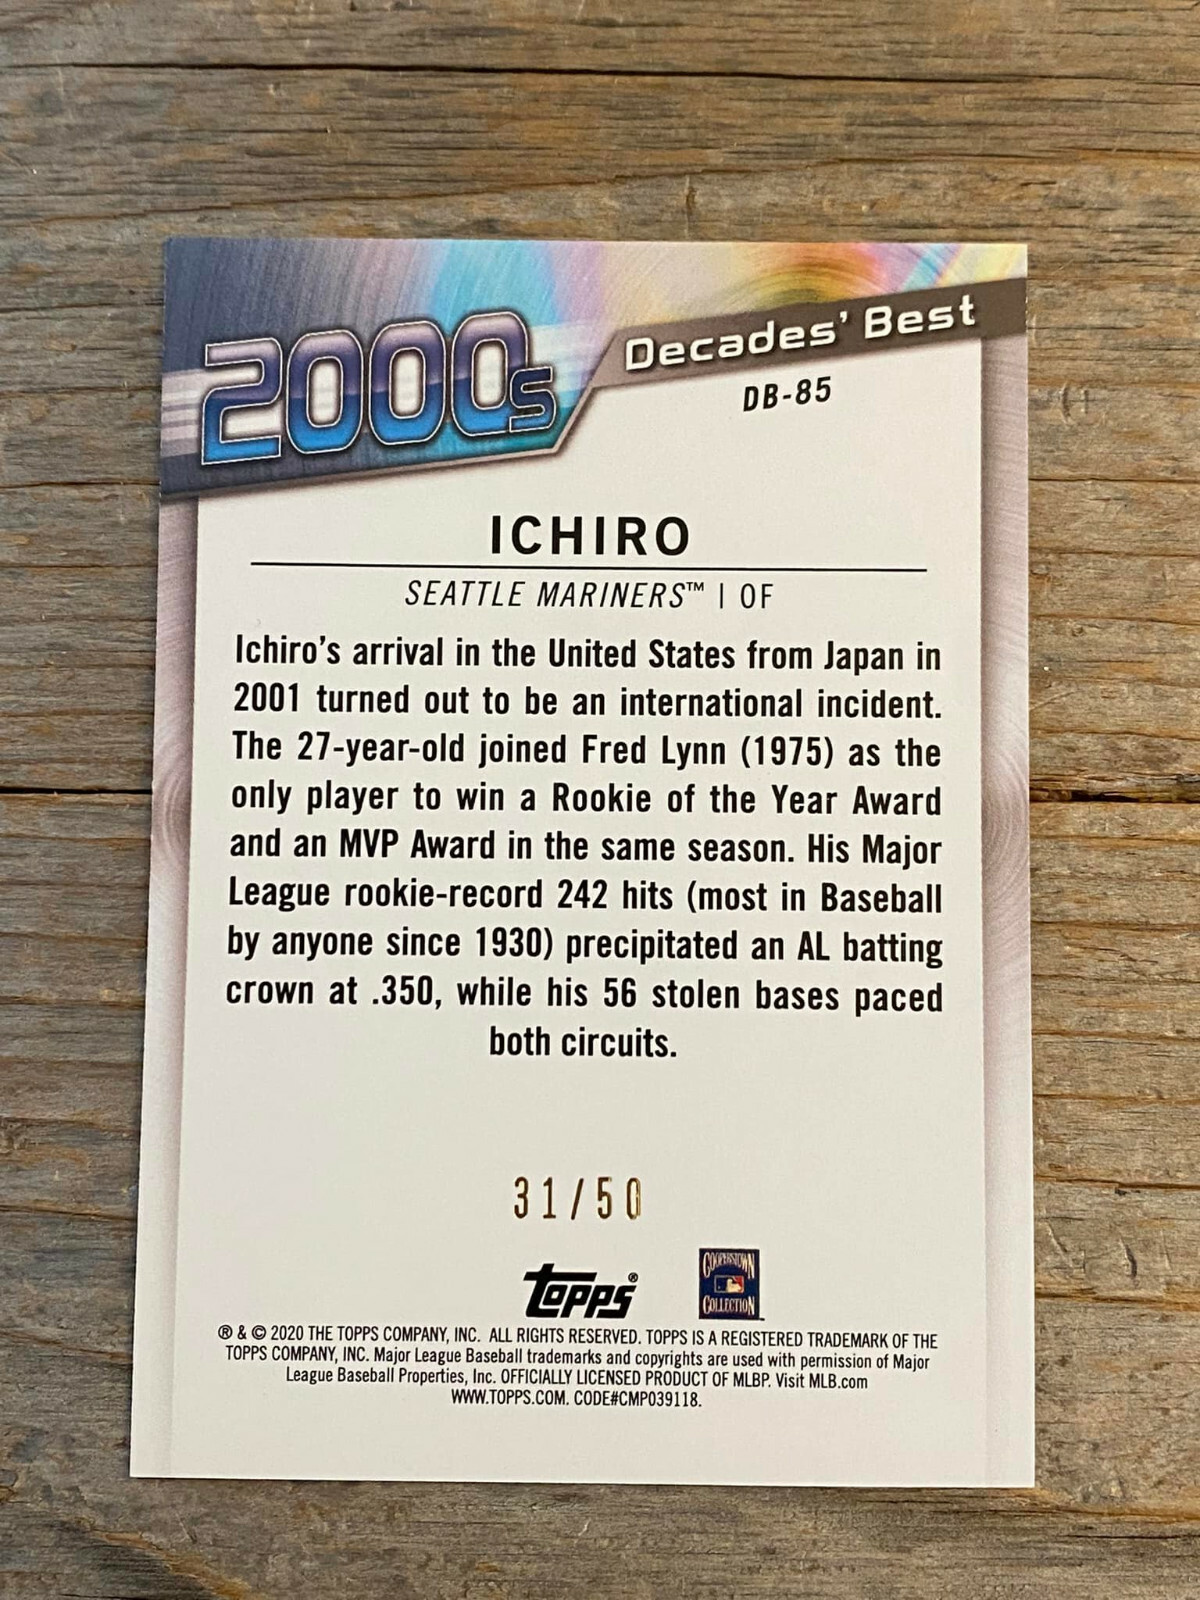 2000s
Decades' Best
DB-85
ICHIRO
SEATTLE MARINERS™ | OF
Ichiro's arrival in the United States from Japan in
2001 turned out to be an international incident.
The 27-year-old joined Fred Lynn (1975) as the
only player to win a Rookie of the Year Award
and an MVP Award in the same season. His Major
League rookie-record 242 hits (most in Baseball
by anyone since 1930) precipitated an AL batting
crown at .350, while his 56 stolen bases paced
both circuits.
31/50
topps®
COOPERSTOWN
COLLECTION
® & © 2020 THE TOPPS COMPANY, INC. ALL RIGHTS RESERVED. TOPPS IS A REGISTERED TRADEMARK OF THE
TOPPS COMPANY, INC. Major League Baseball trademarks and copyrights are used with permission of Major
League Baseball Properties, Inc. OFFICIALLY LICENSED PRODUCT OF MLBP. Visit MLB.com
WWW.TOPPS.COM. CODE#CMP039118.